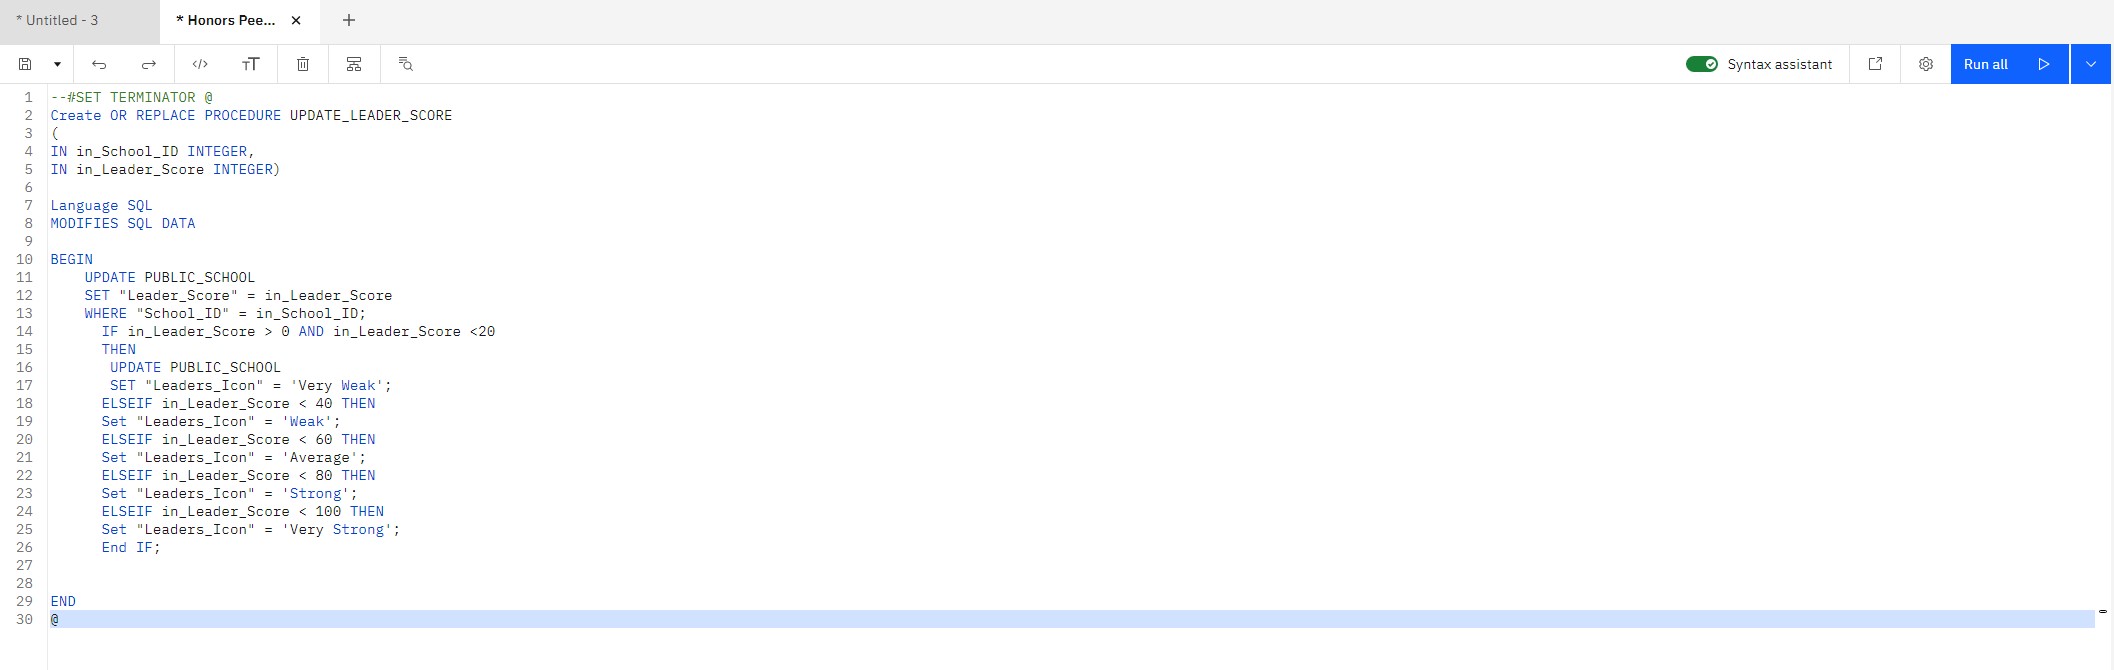 * Untitled - 3
* Honors Pee...
Syntax assistant
Run all
1 --#SET TERMINATOR @
2 Create OR REPLACE PROCEDURE UPDATE_LEADER_SCORE
3 (
4 IN in_School_ID INTEGER,
5 IN in_Leader_Score INTEGER)
6
7 Language SQL
8 MODIFIES SQL DATA
9
10 BEGIN
11     UPDATE PUBLIC_SCHOOL
12     SET "Leader_Score" = in_Leader_Score
13     WHERE "School_ID" = in_School_ID;
14       IF in_Leader_Score > 0 AND in_Leader_Score <20
15       THEN
16        UPDATE PUBLIC_SCHOOL
17        SET "Leaders_Icon" = 'Very Weak';
18       ELSEIF in_Leader_Score < 40 THEN
19       Set "Leaders_Icon" = 'Weak';
20       ELSEIF in_Leader_Score < 60 THEN
21       Set "Leaders_Icon" = 'Average';
22       ELSEIF in_Leader_Score < 80 THEN
23       Set "Leaders_Icon" = 'Strong';
24       ELSEIF in_Leader_Score < 100 THEN
25       Set "Leaders_Icon" = 'Very Strong';
26       End IF;
27
28
29 END
30 @